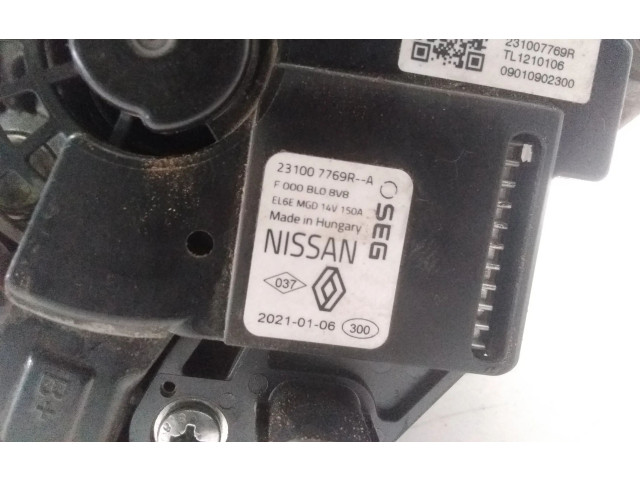 231007769R
TL1210106
09010902300
23100 7769R--A
F 000 BL0 8VB
EL6E MGD 14V 150A
Made in Hungary
SEG
NISSAN
037
2021-01-06 300
B+